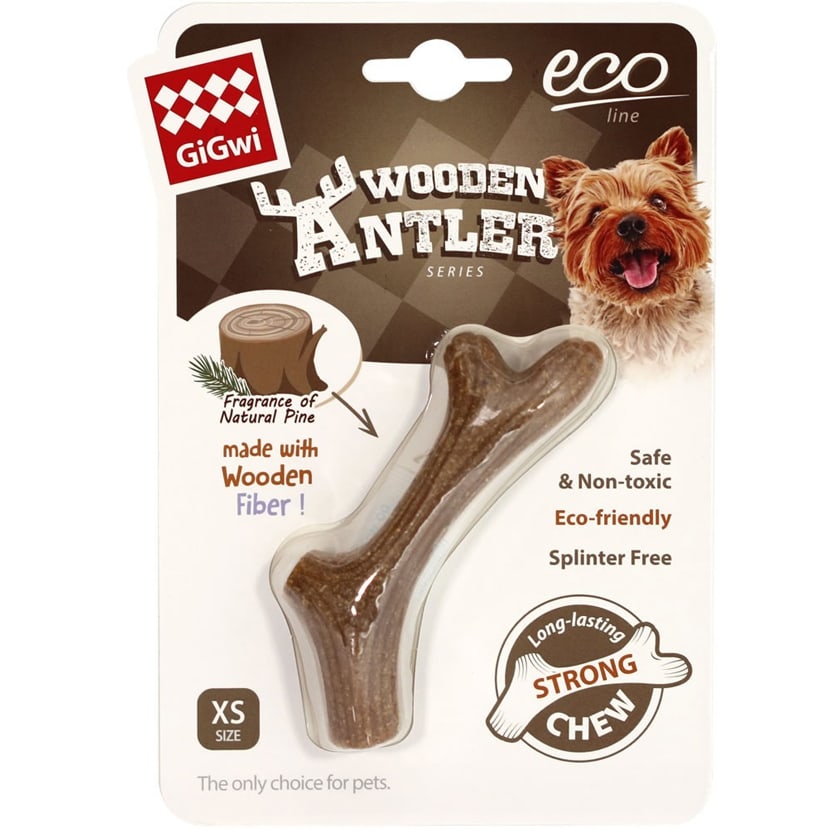 GiGwi
eco
line
WOODEN
ANTLER
SERIES
Fragrance of
Natural Pine
made with
Wooden
Fiber !
Safe
& Non-toxic
Eco-friendly
Splinter Free
Long-lasting
STRONG
CHEW
XS
SIZE
The only choice for pets.